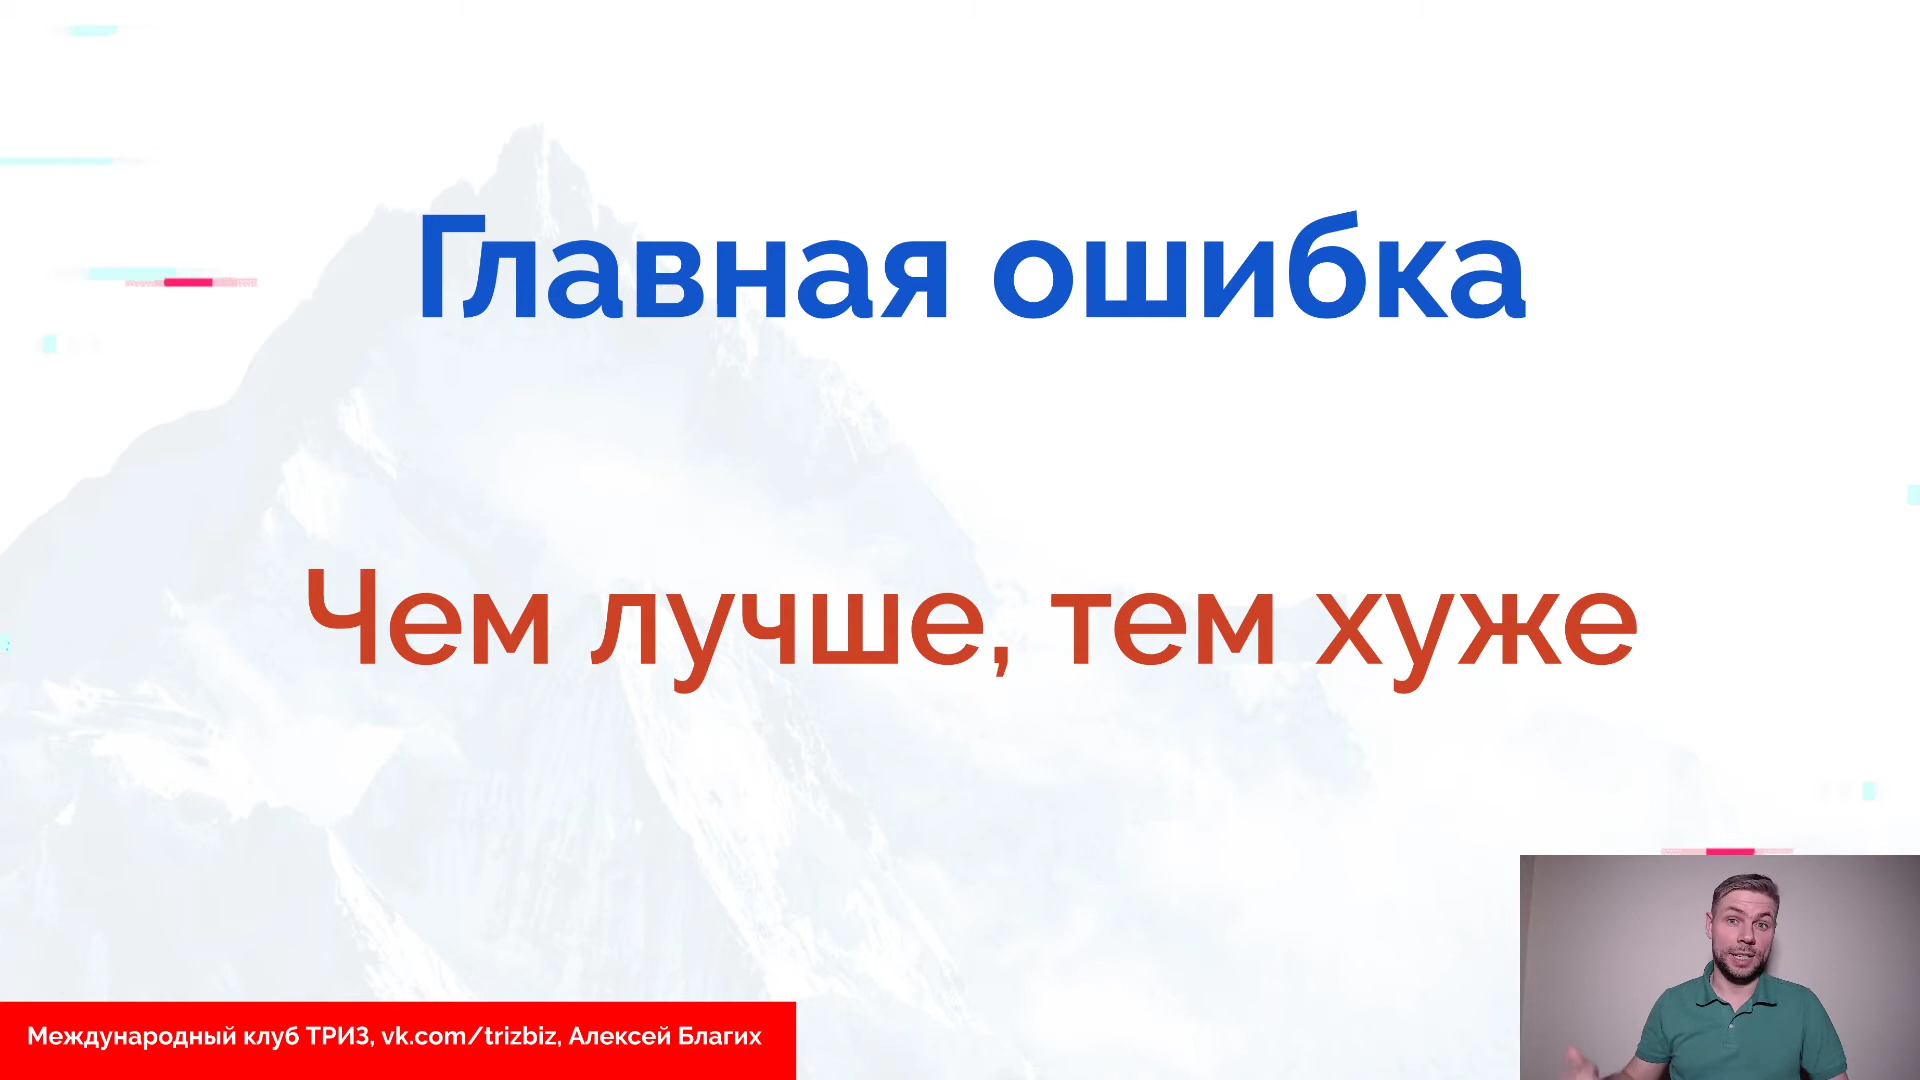 Главная ошибка
Чем лучше, тем хуже
Международный клуб ТРИЗ, vk.com/trizbiz, Алексей Благих